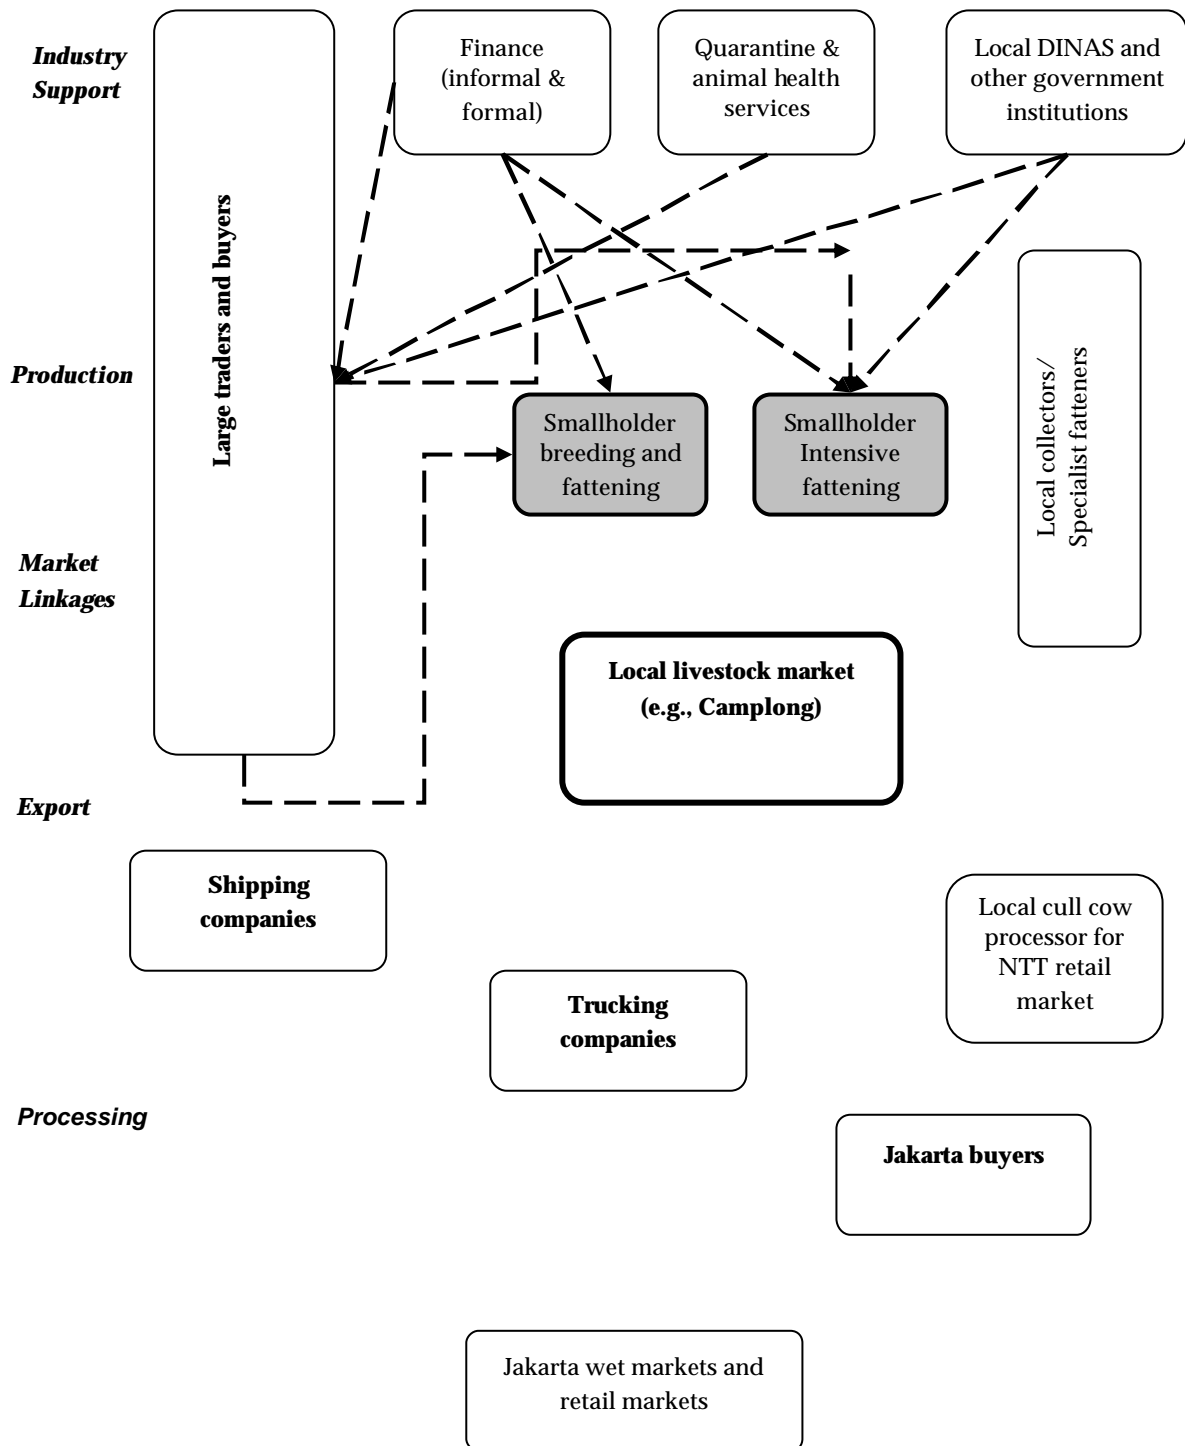 Industry
Support
Finance
(informal &
formal)
Quarantine &
animal health
services
Local DINAS and
other government
institutions
Large traders and buyers
Production
Smallholder
breeding and
fattening
Smallholder
Intensive
fattening
Local collectors/
Specialist fatteners
Market
Linkages
Local livestock market
(e.g., Camplong)
Export
Shipping
companies
Local cull cow
processor for
NTT retail
market
Trucking
companies
Processing
Jakarta buyers
Jakarta wet markets and
retail markets